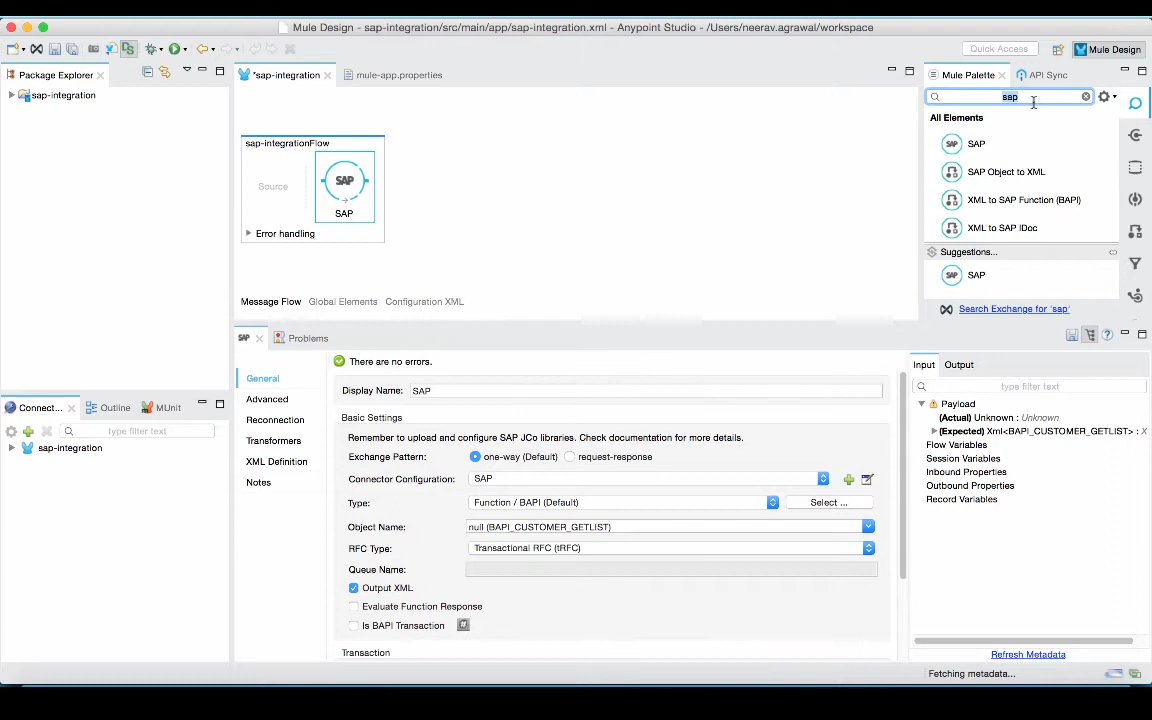 Mule Design - sap-integration/src/main/app/sap-integration.xml - Anypoint Studio - /Users/neerav.agrawal/workspace
Quick Access
Mule Design
Package Explorer
sap-integration
*sap-integration
mule-app.properties
sap-integrationFlow
Source
SAP
SAP
Error handling
Message Flow Global Elements Configuration XML
Mule Palette
API Sync
sap
All Elements
SAP SAP
SAP Object to XML
XML to SAP Function (BAPI)
XML to SAP IDoc
Suggestions...
SAP SAP
Search Exchange for 'sap'
Connect...
Outline
MUnit
type filter text
sap-integration
SAP
Problems
There are no errors.
General
Advanced
Reconnection
Transformers
XML Definition
Notes
Display Name: SAP
Basic Settings
Remember to upload and configure SAP JCo libraries. Check documentation for more details.
Exchange Pattern: one-way (Default) request-response
Connector Configuration: SAP
Type: Function / BAPI (Default) Select ...
Object Name: null (BAPI_CUSTOMER_GETLIST)
RFC Type: Transactional RFC (tRFC)
Queue Name:
Output XML
Evaluate Function Response
Is BAPI Transaction #
Transaction
Input Output
type filter text
Payload
(Actual) Unknown : Unknown
(Expected) Xml<BAPI_CUSTOMER_GETLIST> : X
Flow Variables
Session Variables
Inbound Properties
Outbound Properties
Record Variables
Refresh Metadata
Fetching metadata...